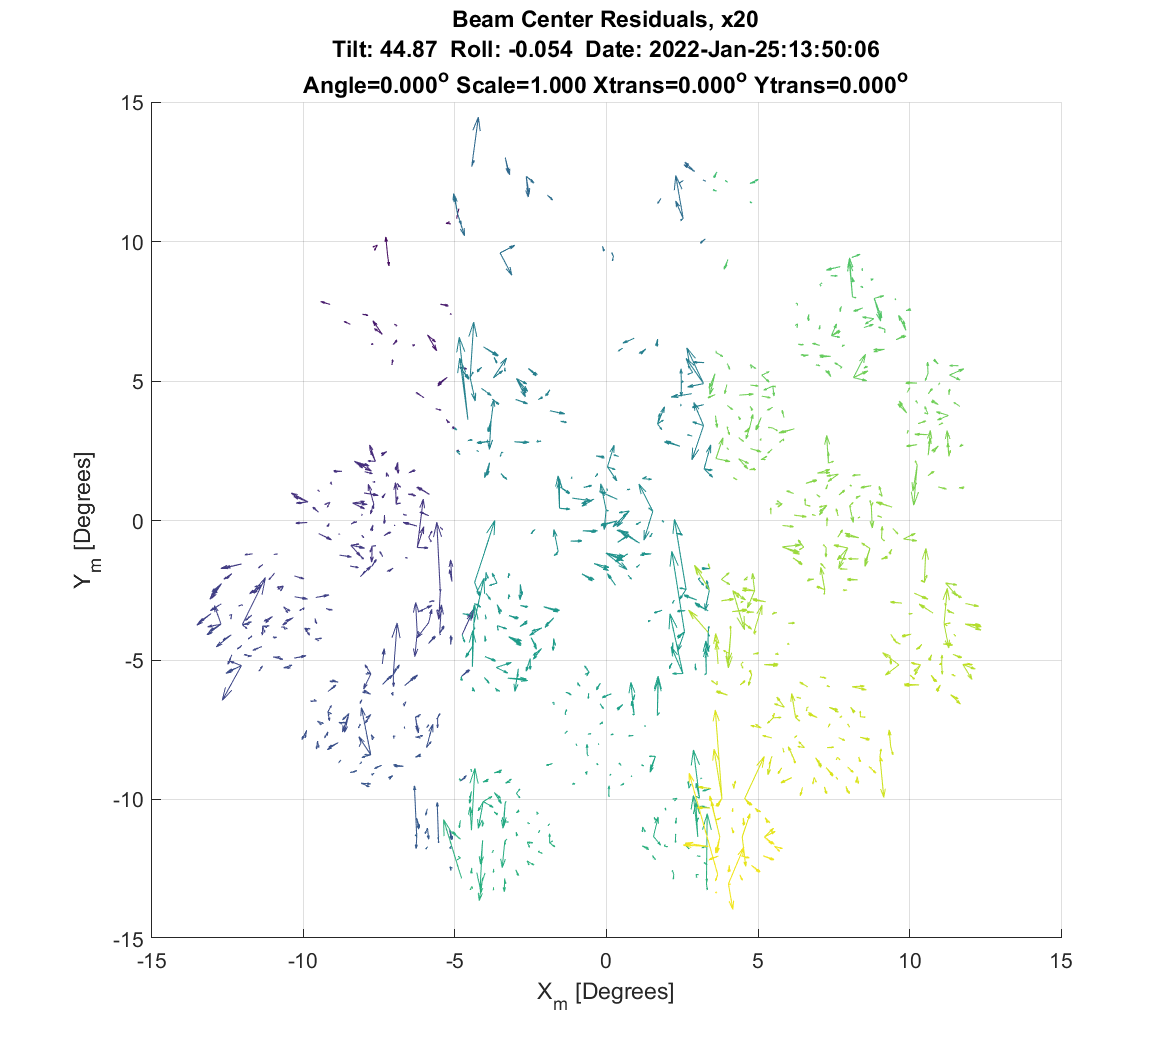 Beam Center Residuals, x20
Tilt: 44.87  Roll: -0.054  Date: 2022-Jan-25:13:50:06
Angle=0.000° Scale=1.000 Xtrans=0.000° Ytrans=0.000°
15
10
5
0
-5
-10
-15
Y_m [Degrees]
-15 -10 -5 0 5 10 15
X_m [Degrees]